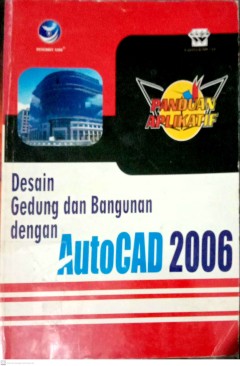 PANDUAN
APLIKATIF
Desain
Gedung dan Bangunan
dengan
AutoCAD 2006